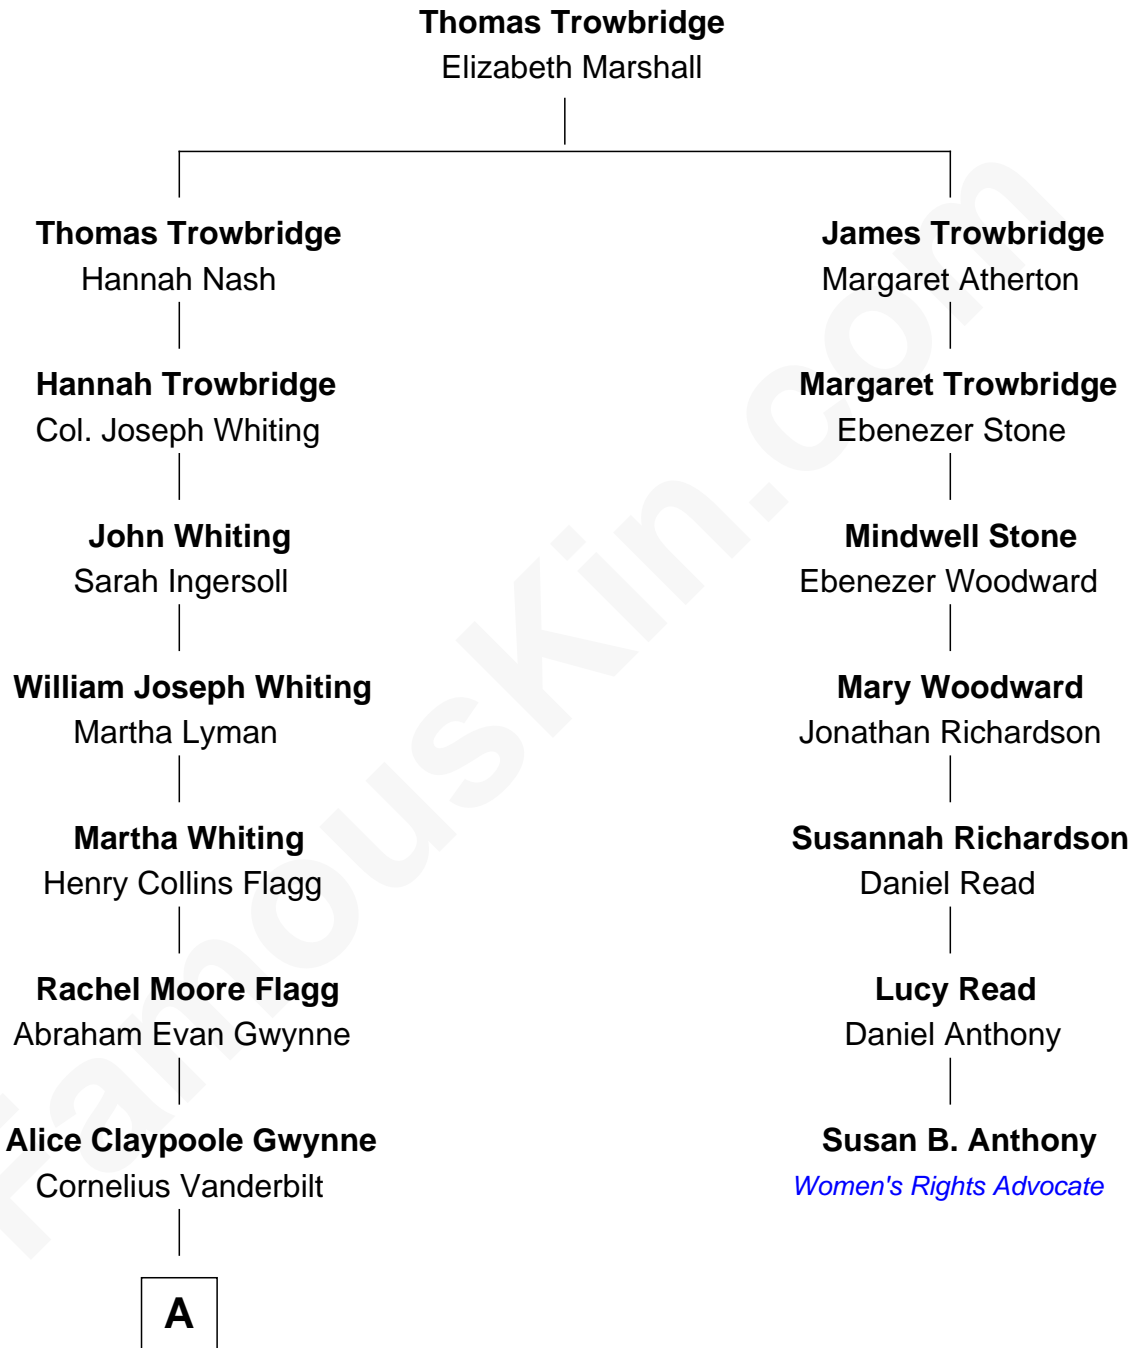 Thomas Trowbridge
Elizabeth Marshall
Thomas Trowbridge
Hannah Nash
Hannah Trowbridge
Col. Joseph Whiting
John Whiting
Sarah Ingersoll
William Joseph Whiting
Martha Lyman
Martha Whiting
Henry Collins Flagg
Rachel Moore Flagg
Abraham Evan Gwynne
Alice Claypoole Gwynne
Cornelius Vanderbilt
A
James Trowbridge
Margaret Atherton
Margaret Trowbridge
Ebenezer Stone
Mindwell Stone
Ebenezer Woodward
Mary Woodward
Jonathan Richardson
Susannah Richardson
Daniel Read
Lucy Read
Daniel Anthony
Susan B. Anthony
Women's Rights Advocate
FamousKin.com